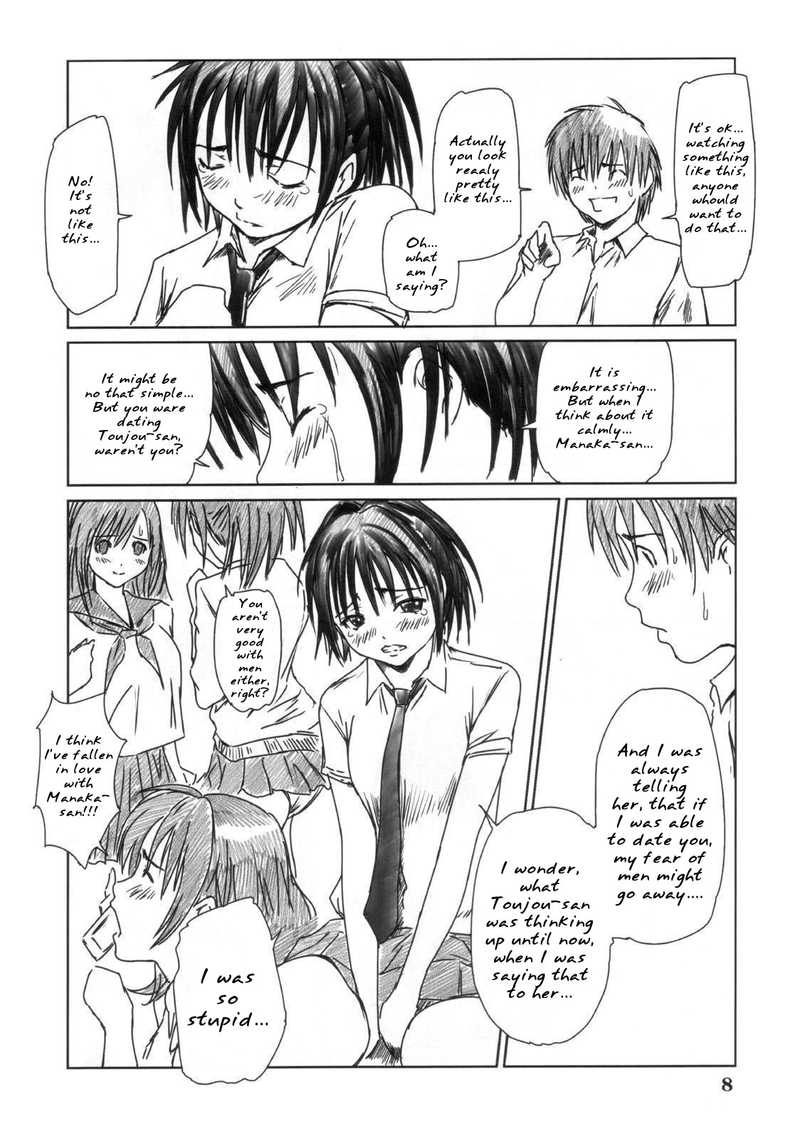 It's ok...
watching
something
like this,
anyone
whould
want to
do that...
Actually
you look
reaaly
pretty
like this...
Oh...
what
am I
saying?
No!
It's
not
like
this...
It is
embarrassing...
But when I
think about it
calmly...
Manaka-san...
It might be
no that simple...
But you ware
dating
Toujou-san,
waren't you?
And I was
always
telling
her, that if
I was able
to date you,
my fear of
men might
go away....
I wonder,
what
Toujou-san
was thinking
up until now,
when I was
saying that
to her...
You
aren't
very
good
with
men
either,
right?
I think
I've fallen
in love
with
Manaka-
san!!!
I was
so
stupid...
8